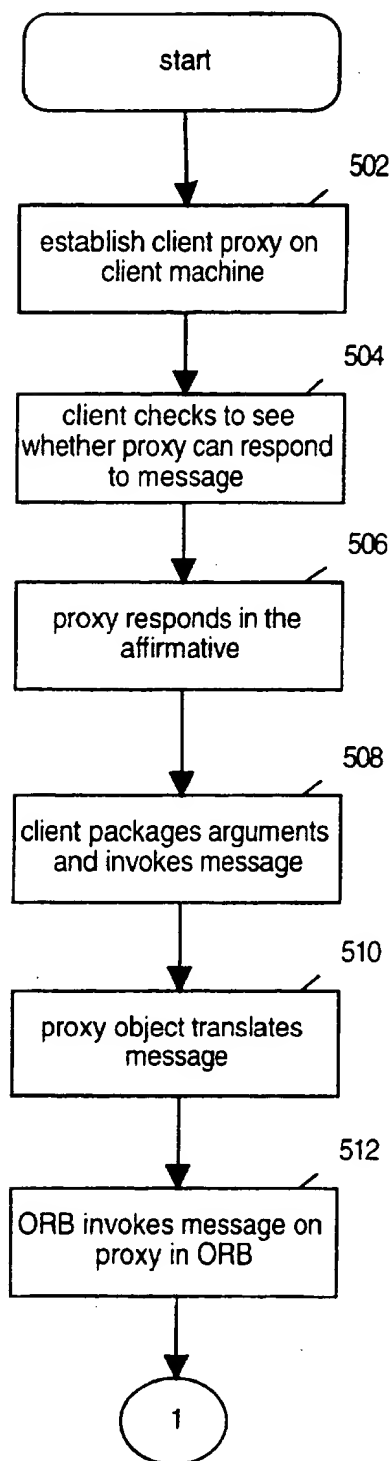 start
502
establish client proxy on
client machine
504
client checks to see
whether proxy can respond
to message
506
proxy responds in the
affirmative
508
client packages arguments
and invokes message
510
proxy object translates
message
512
ORB invokes message on
proxy in ORB
1